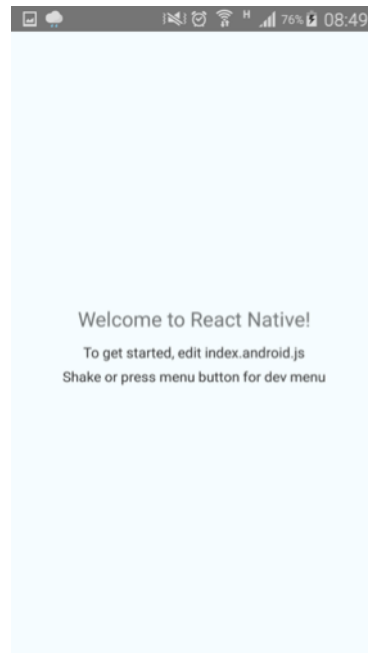 H 76% 08:49
Welcome to React Native!
To get started, edit index.android.js
Shake or press menu button for dev menu